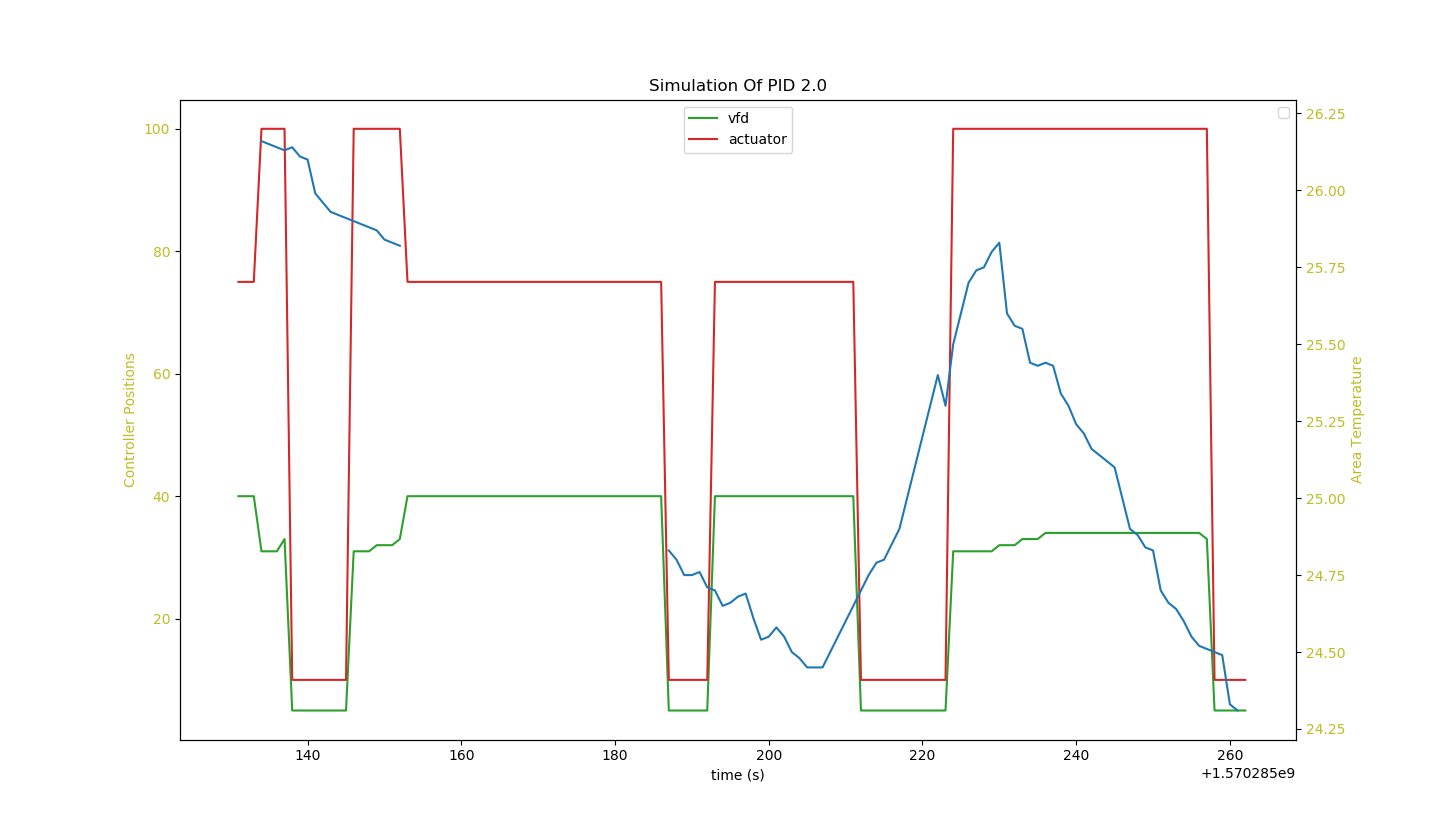 Simulation Of PID 2.0
vfd
actuator
100
80
60
40
20
Controller Positions
26.25
26.00
25.75
25.50
25.25
25.00
24.75
24.50
24.25
Area Temperature
140 160 180 200 220 240 260
time (s)
+1.570285e9